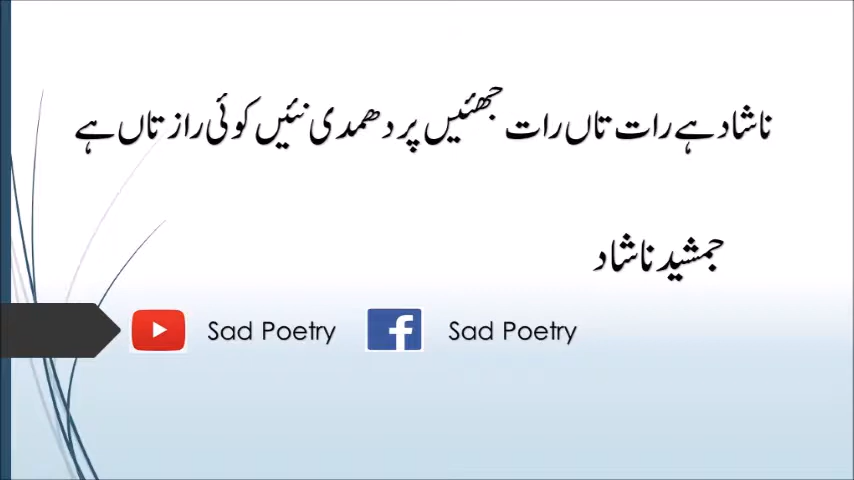 ناشاد ہے رات تاں رات جھئیں پر دھمدی نئیں کوئی راز تاں ہے
جمشید ناشاد
Sad Poetry
Sad Poetry